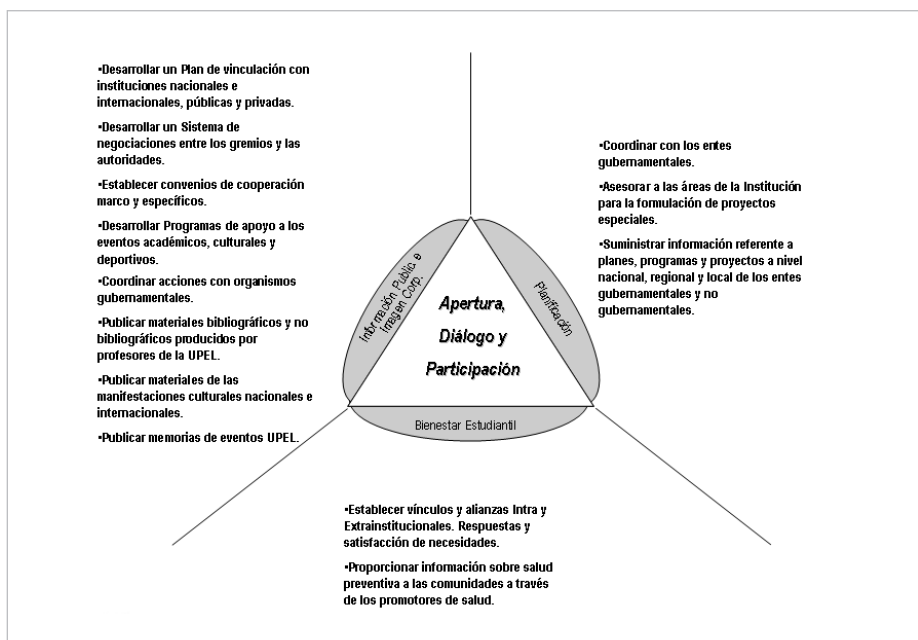 •Desarrollar un Plan de vinculación con
instituciones nacionales e
internacionales, públicas y privadas.
•Desarrollar un Sistema de
negociaciones entre los gremios y las
autoridades.
•Establecer convenios de cooperación
marco y específicos.
•Desarrollar Programas de apoyo a los
eventos académicos, culturales y
deportivos.
•Coordinar acciones con organismos
gubernamentales.
•Publicar materiales bibliográficos y no
bibliográficos producidos por
profesores de la UPEL.
•Publicar materiales de las
manifestaciones culturales nacionales e
internacionales.
•Publicar memorias de eventos UPEL.
Información Public. e
Imagen Corp.
Apertura,
Diálogo y
Participación
Planificación
Bienestar Estudiantil
•Coordinar con los entes
gubernamentales.
•Asesorar a las áreas de la Institución
para la formulación de proyectos
especiales.
•Suministrar información referente a
planes, programas y proyectos a nivel
nacional, regional y local de los entes
gubernamentales y no
gubernamentales.
•Establecer vínculos y alianzas Intra y
Extrainstitucionales. Respuestas y
satisfacción de necesidades.
•Proporcionar información sobre salud
preventiva a las comunidades a través
de los promotores de salud.